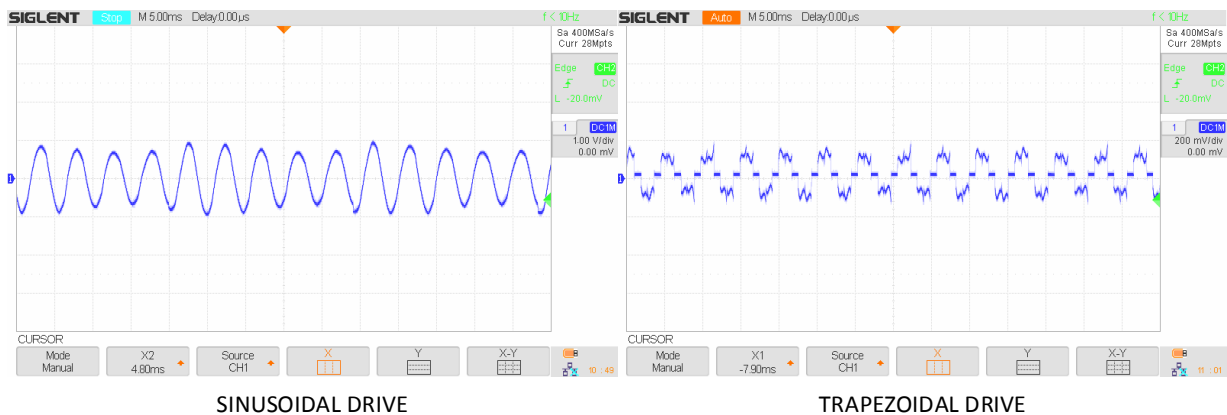 SIGLENT Stop M 5.00ms Delay:0.00µs f < 10Hz
Sa 400MSa/s
Curr 28Mpts
Edge CH2
DC
L -20.0mV
1 DC1M
1.00 V/div
0.00 mV
1
CURSOR
Mode X2 Source X Y X-Y
Manual 4.80ms CH1
10 : 49
SINUSOIDAL DRIVE
SIGLENT Auto M 5.00ms Delay:0.00µs f < 10Hz
Sa 400MSa/s
Curr 28Mpts
Edge CH2
DC
L -20.0mV
1 DC1M
200 mV/div
0.00 mV
1
CURSOR
Mode X1 Source X Y X-Y
Manual -7.90ms CH1
11 : 01
TRAPEZOIDAL DRIVE